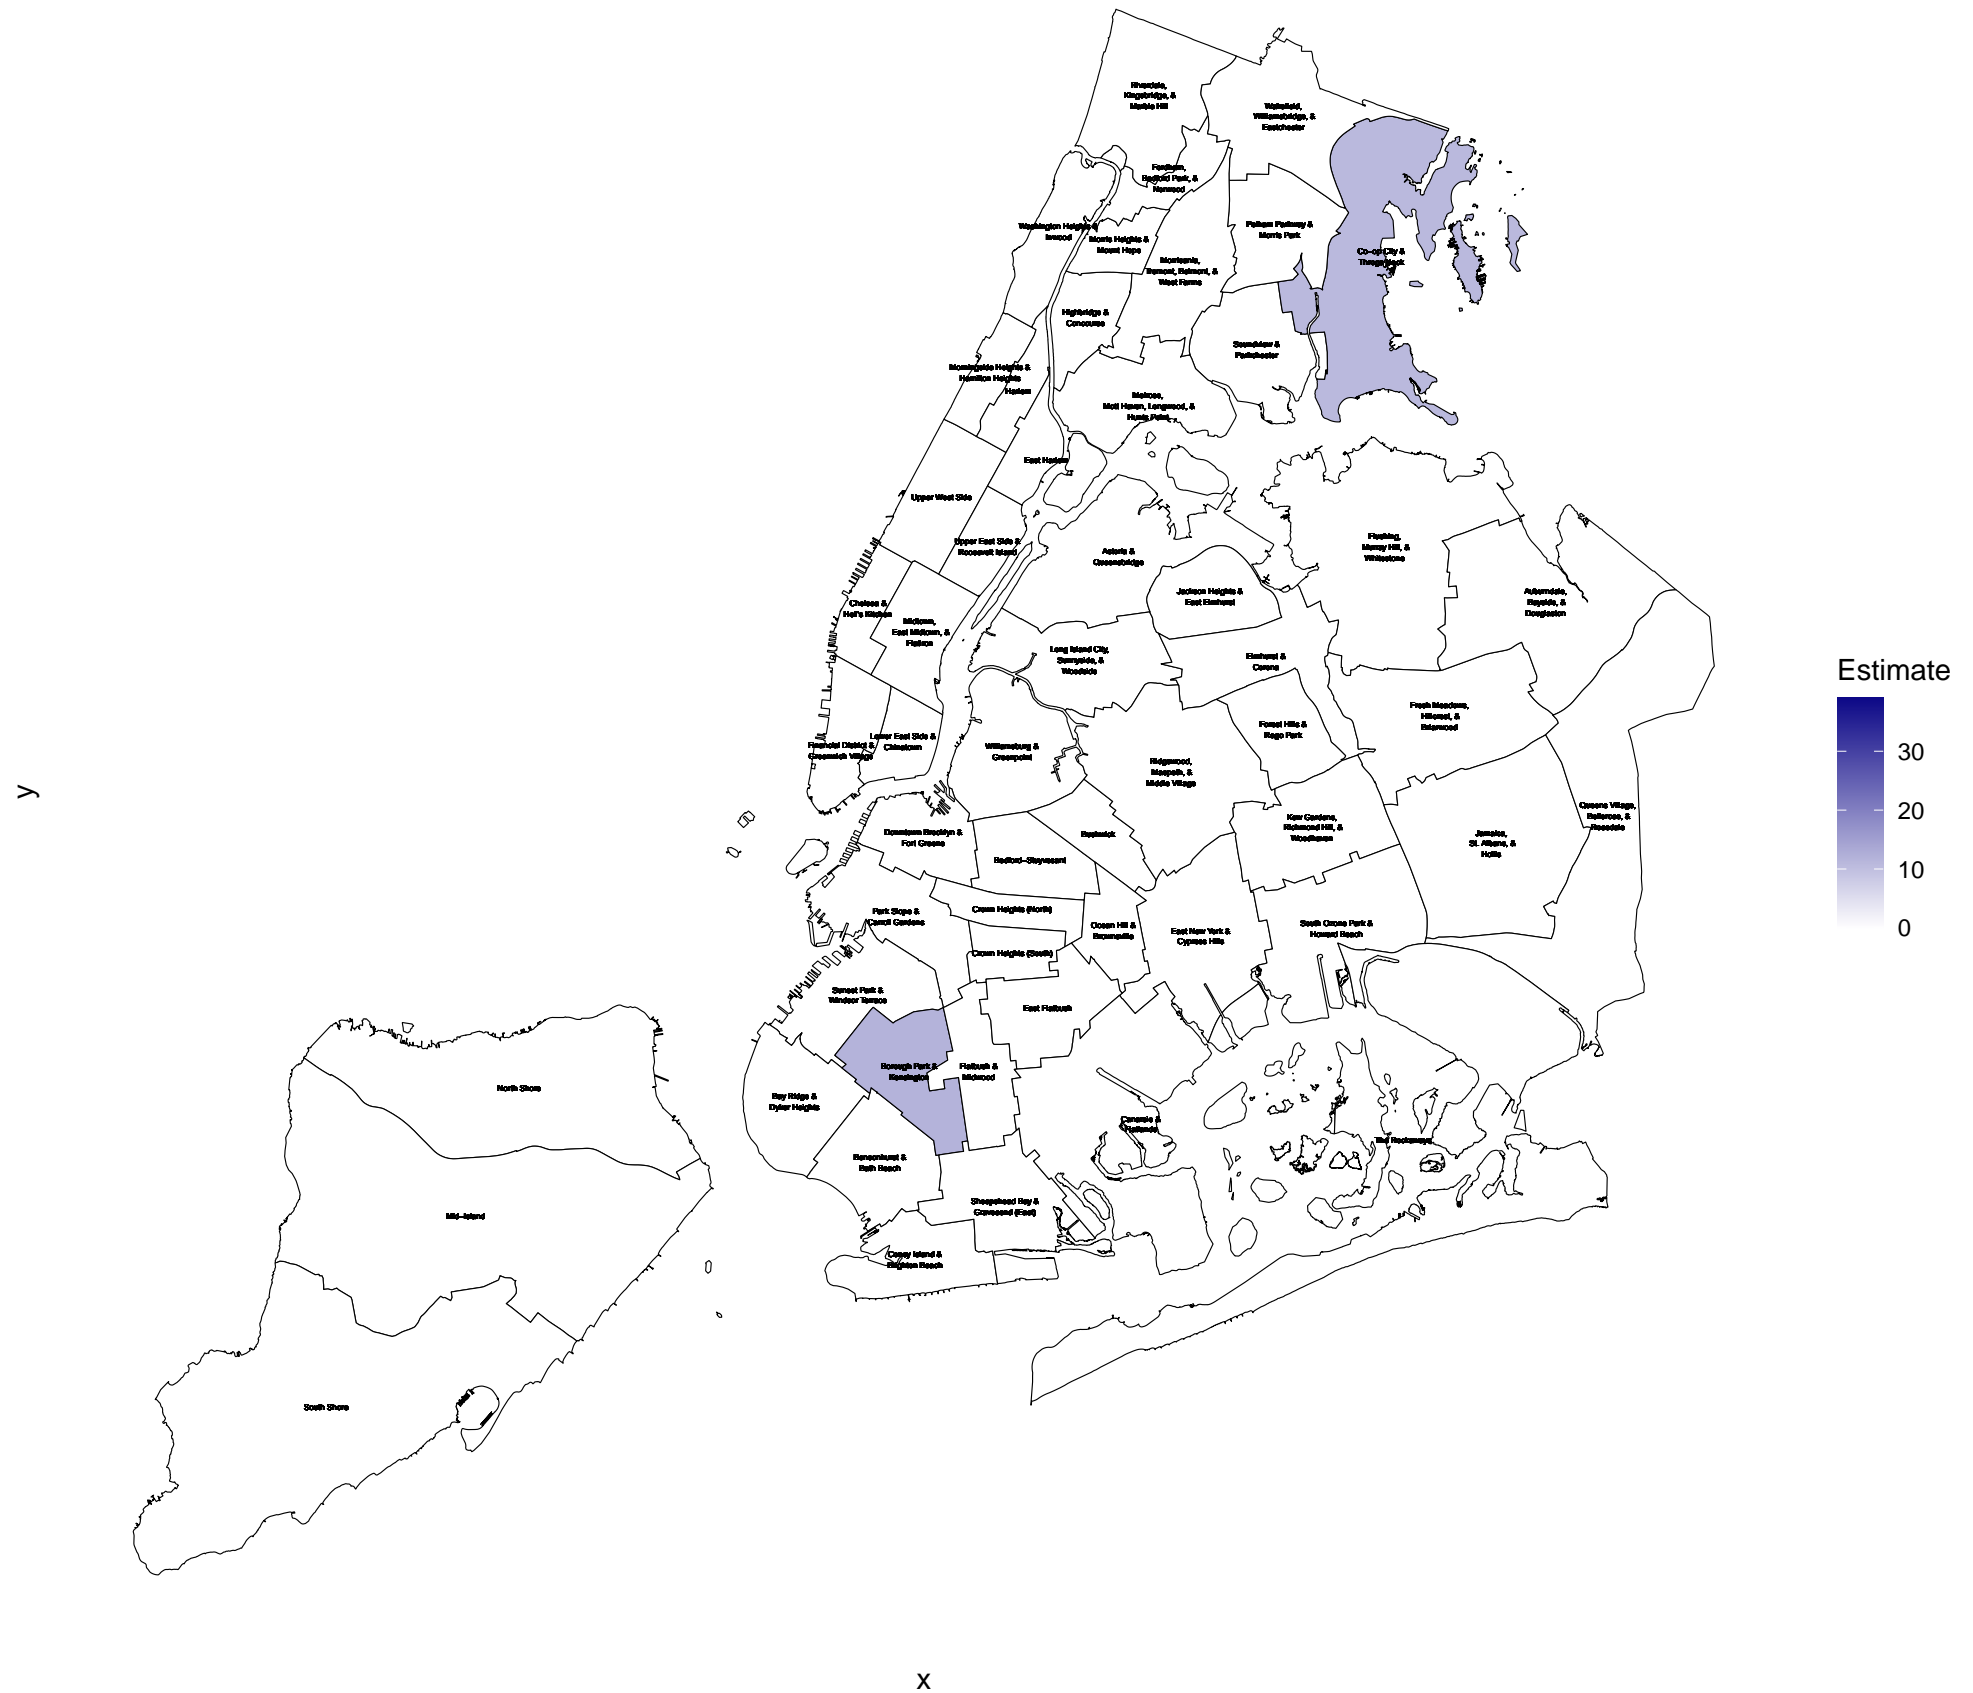 Riverdale,
Kingsbridge, &
Marble Hill
Wakefield,
Williamsbridge, &
Eastchester
Fordham,
Bedford Park, &
Norwood
Washington Heights &
Inwood
Morris Heights &
Mount Hope
Pelham Parkway &
Morris Park
Co-op City &
Throgs Neck
Morrisania,
Tremont, Belmont, &
West Farms
Highbridge &
Concourse
Soundview &
Parkchester
Morningside Heights &
Hamilton Heights
Harlem
Melrose,
Mott Haven, Longwood, &
Hunts Point
East Harlem
Upper West Side
Upper East Side &
Roosevelt Island
Astoria &
Queensbridge
Flushing,
Murray Hill, &
Whitestone
Jackson Heights &
East Elmhurst
Auburndale,
Bayside, &
Douglaston
Chelsea &
Hell's Kitchen
Midtown,
East Midtown, &
Flatiron
Long Island City,
Sunnyside, &
Woodside
Elmhurst &
Corona
Estimate
30
20
10
0
Fresh Meadows,
Hillcrest, &
Briarwood
Forest Hills &
Rego Park
Financial District &
Greenwich Village
Lower East Side &
Chinatown
Williamsburg &
Greenpoint
Ridgewood,
Maspeth, &
Middle Village
y
Queens Village,
Bellerose, &
Rosedale
Downtown Brooklyn &
Fort Greene
Bushwick
Kew Gardens,
Richmond Hill, &
Woodhaven
Jamaica,
St. Albans, &
Hollis
Bedford-Stuyvesant
Park Slope &
Carroll Gardens
Crown Heights (North)
Ocean Hill &
Brownsville
East New York &
Cypress Hills
South Ozone Park &
Howard Beach
Crown Heights (South)
Sunset Park &
Windsor Terrace
East Flatbush
Borough Park &
Kensington
Flatbush &
Midwood
North Shore
Bay Ridge &
Dyker Heights
Canarsie &
Flatlands
The Rockaways
Bensonhurst &
Bath Beach
Sheepshead Bay &
Gravesend (East)
Mid-Island
Coney Island &
Brighton Beach
South Shore
x